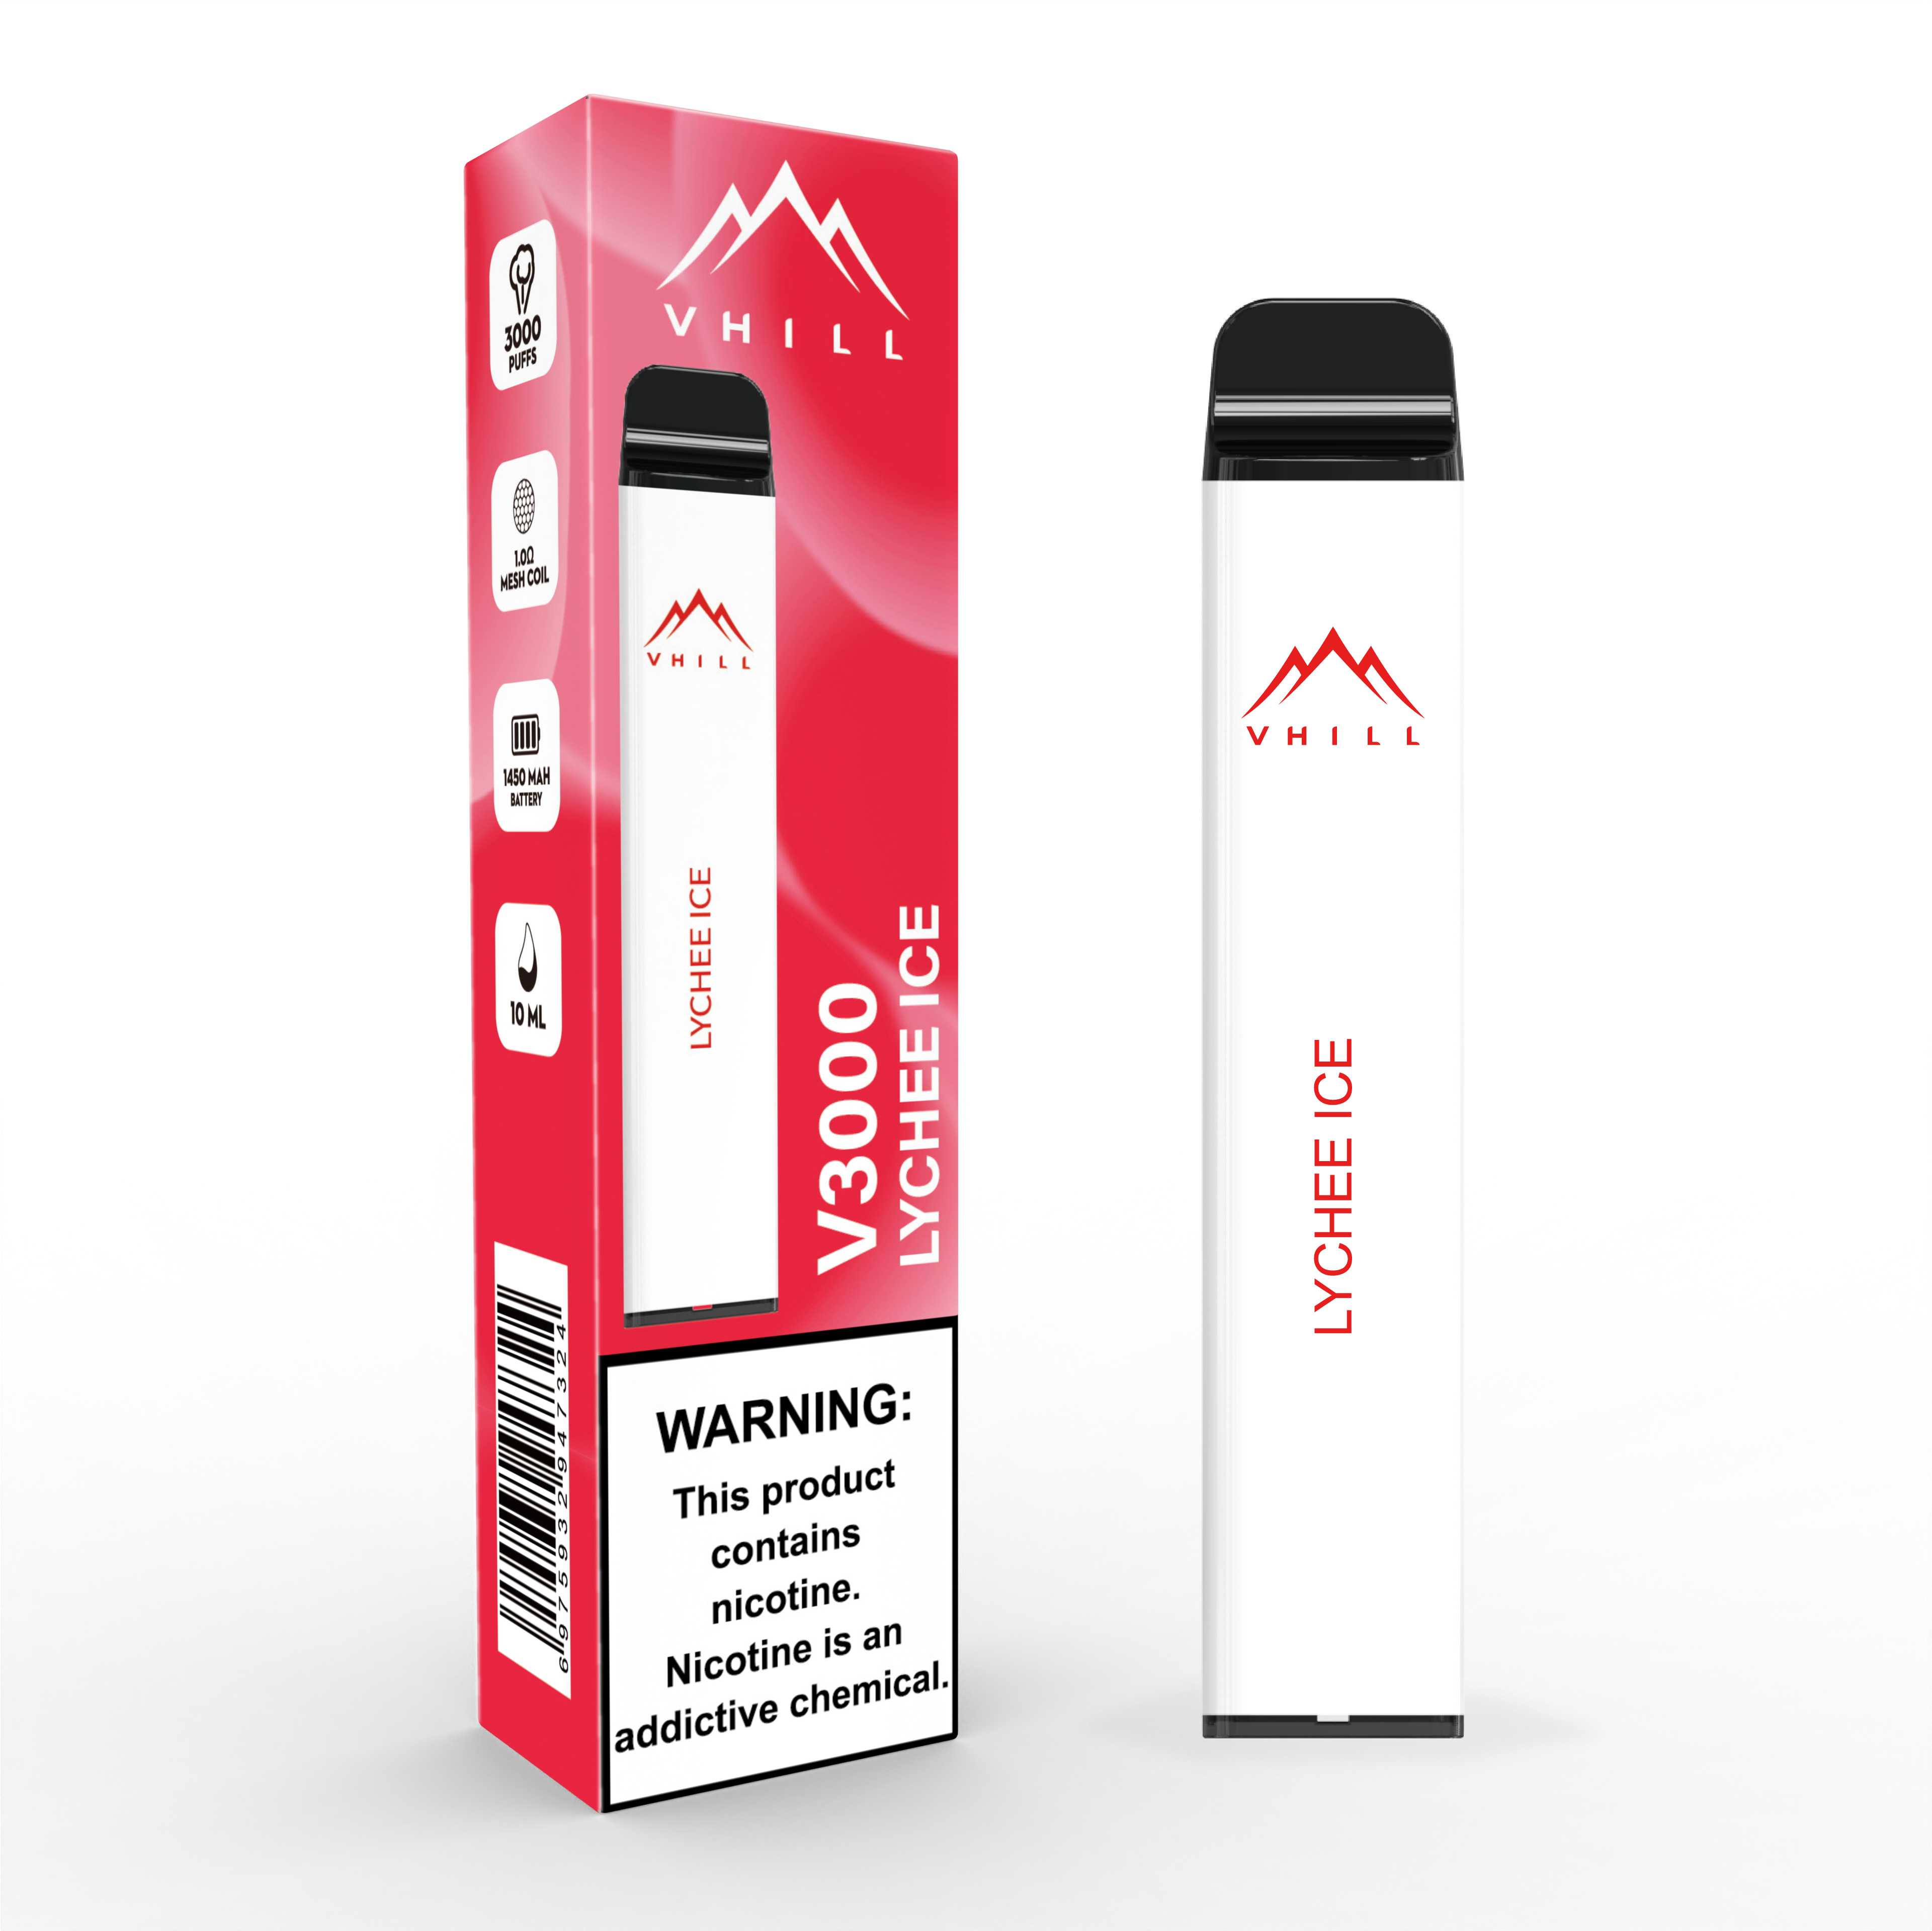 3000
PUFFS
1.0Ω
MESH COIL
1450 MAH
BATTERY
10 ML
6975932947324
VHILL
VHILL
LYCHEE ICE
V3000
LYCHEE ICE
WARNING:
This product
contains
nicotine.
Nicotine is an
addictive chemical.
VHILL
LYCHEE ICE